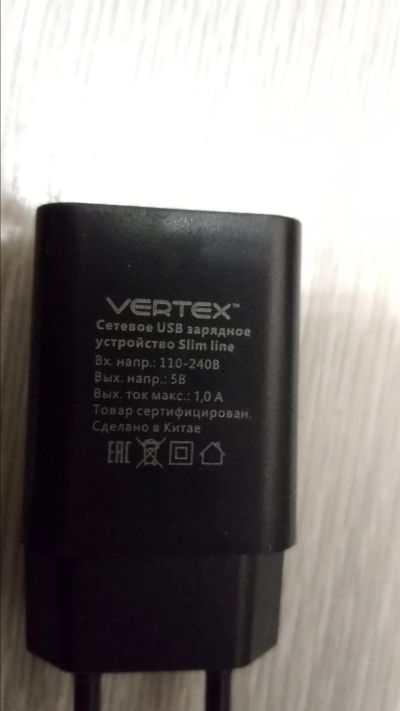 VERTEX™
Сетевое USB зарядное
устройство Slim line
Вх. напр.: 110-240В
Вых. напр.: 5В
Вых. ток макс.: 1,0 А
Товар сертифицирован.
Сделано в Китае
EAC